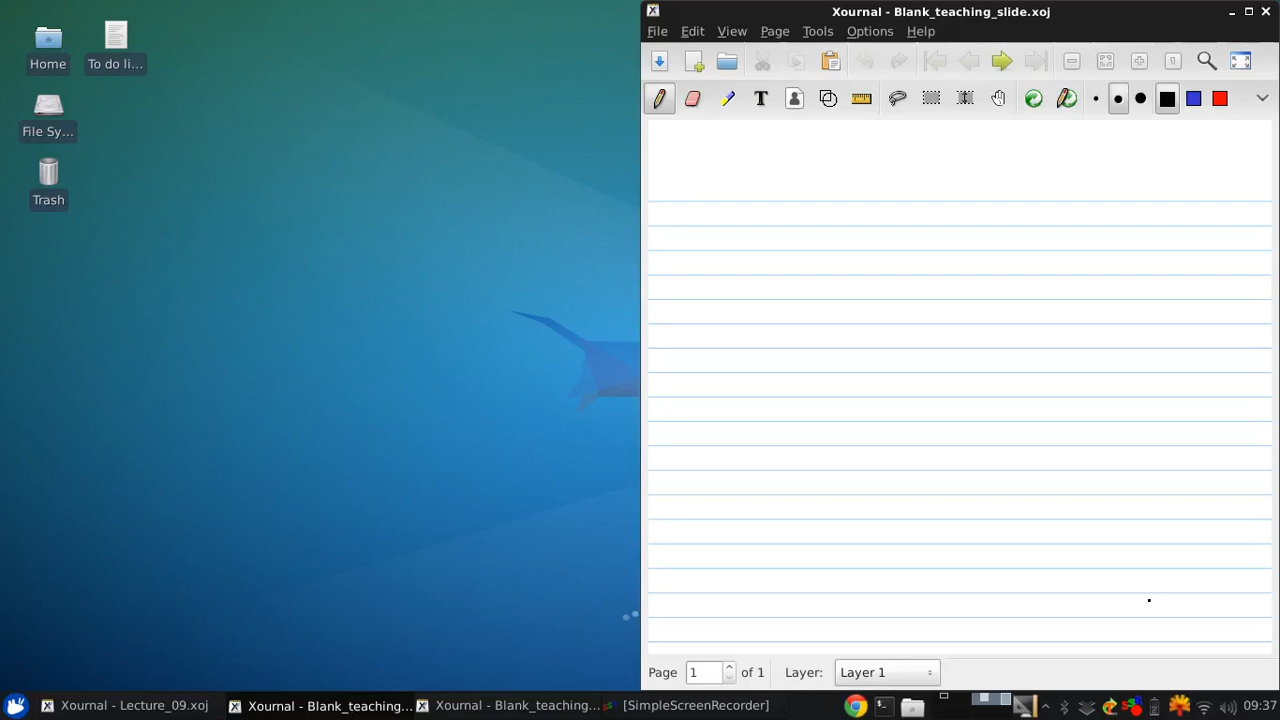 Xournal - Blank_teaching_slide.xoj
File Edit View Page Tools Options Help
T
Home
To do li...
File Sy...
Trash
Page 1 of 1 Layer: Layer 1
Xournal - Lecture_09.xoj
Xournal - Blank_teaching...
Xournal - Blank_teaching...
[SimpleScreenRecorder]
09:37